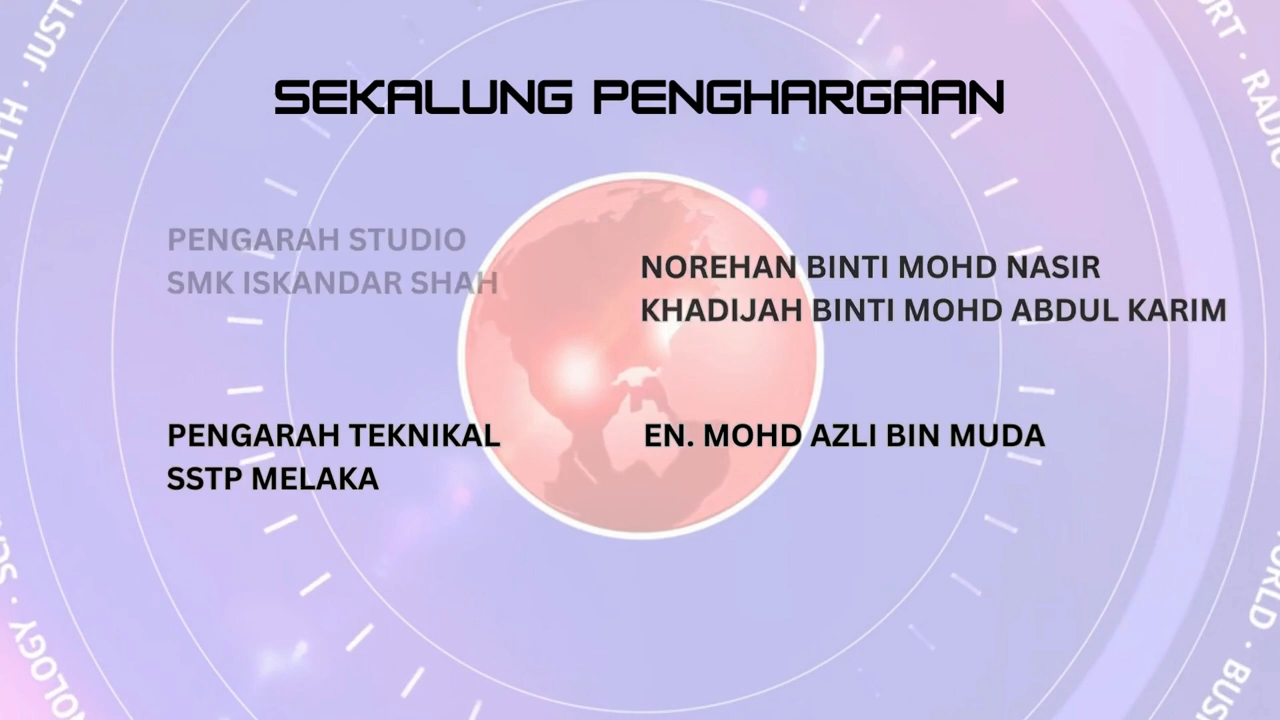 SEKALUNG PENGHARGAAN
PENGARAH STUDIO
SMK ISKANDAR SHAH
NOREHAN BINTI MOHD NASIR
KHADIJAH BINTI MOHD ABDUL KARIM
PENGARAH TEKNIKAL
SSTP MELAKA
EN. MOHD AZLI BIN MUDA
RADIO